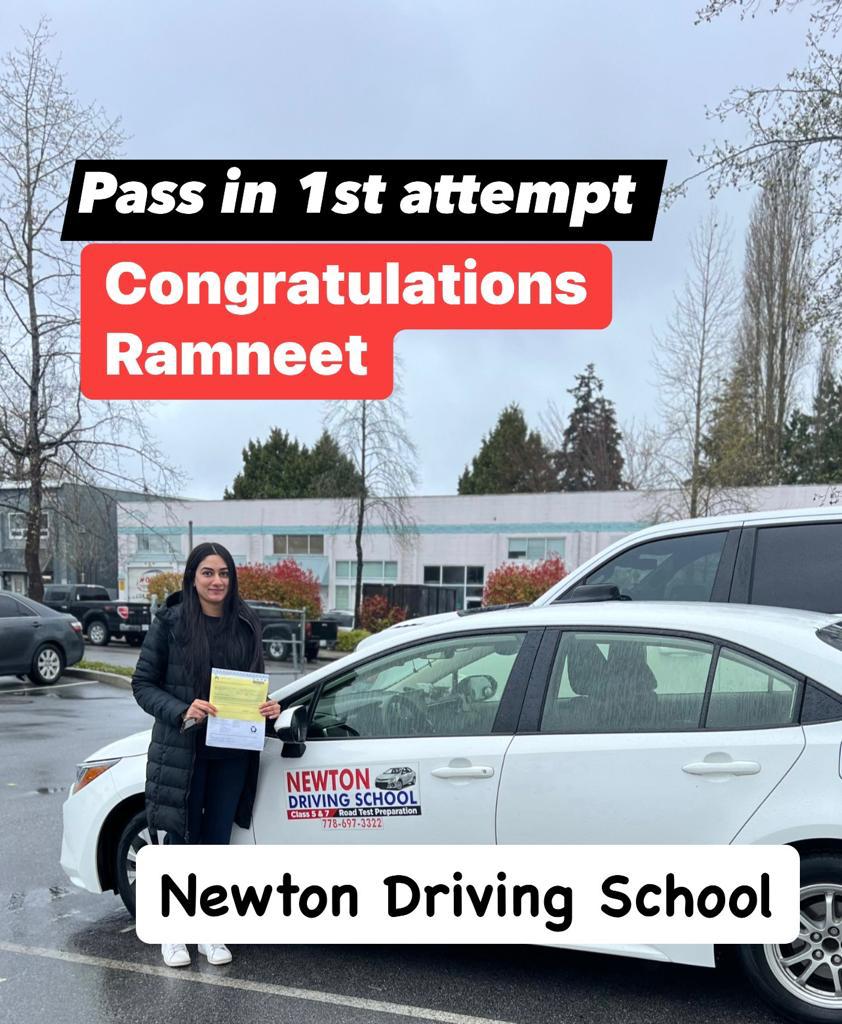 Pass in 1st attempt
Congratulations
Ramneet
NEWTON
DRIVING SCHOOL
Class 5 & 7 Road Test Preparation
778-697-3322
Newton Driving School